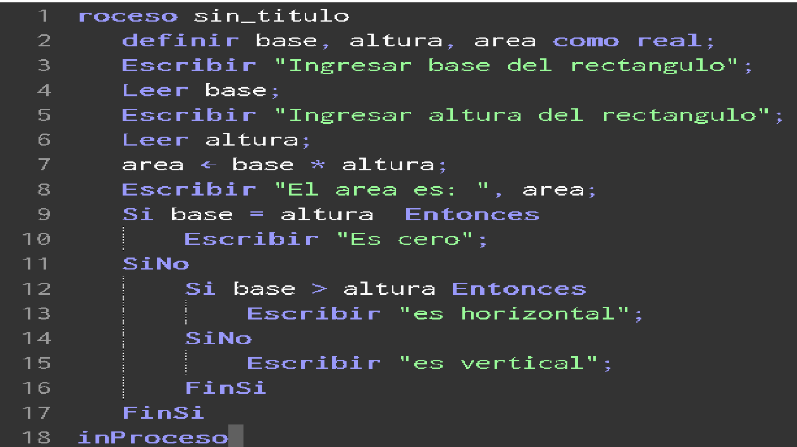 1 roceso sin_titulo
2 definir base, altura, area como real;
3 Escribir "Ingresar base del rectangulo";
4 Leer base;
5 Escribir "Ingresar altura del rectangulo";
6 Leer altura;
7 area ← base * altura;
8 Escribir "El area es: ", area;
9 Si base = altura Entonces
10 Escribir "Es cero";
11 SiNo
12 Si base > altura Entonces
13 Escribir "es horizontal";
14 SiNo
15 Escribir "es vertical";
16 FinSi
17 FinSi
18 inProceso